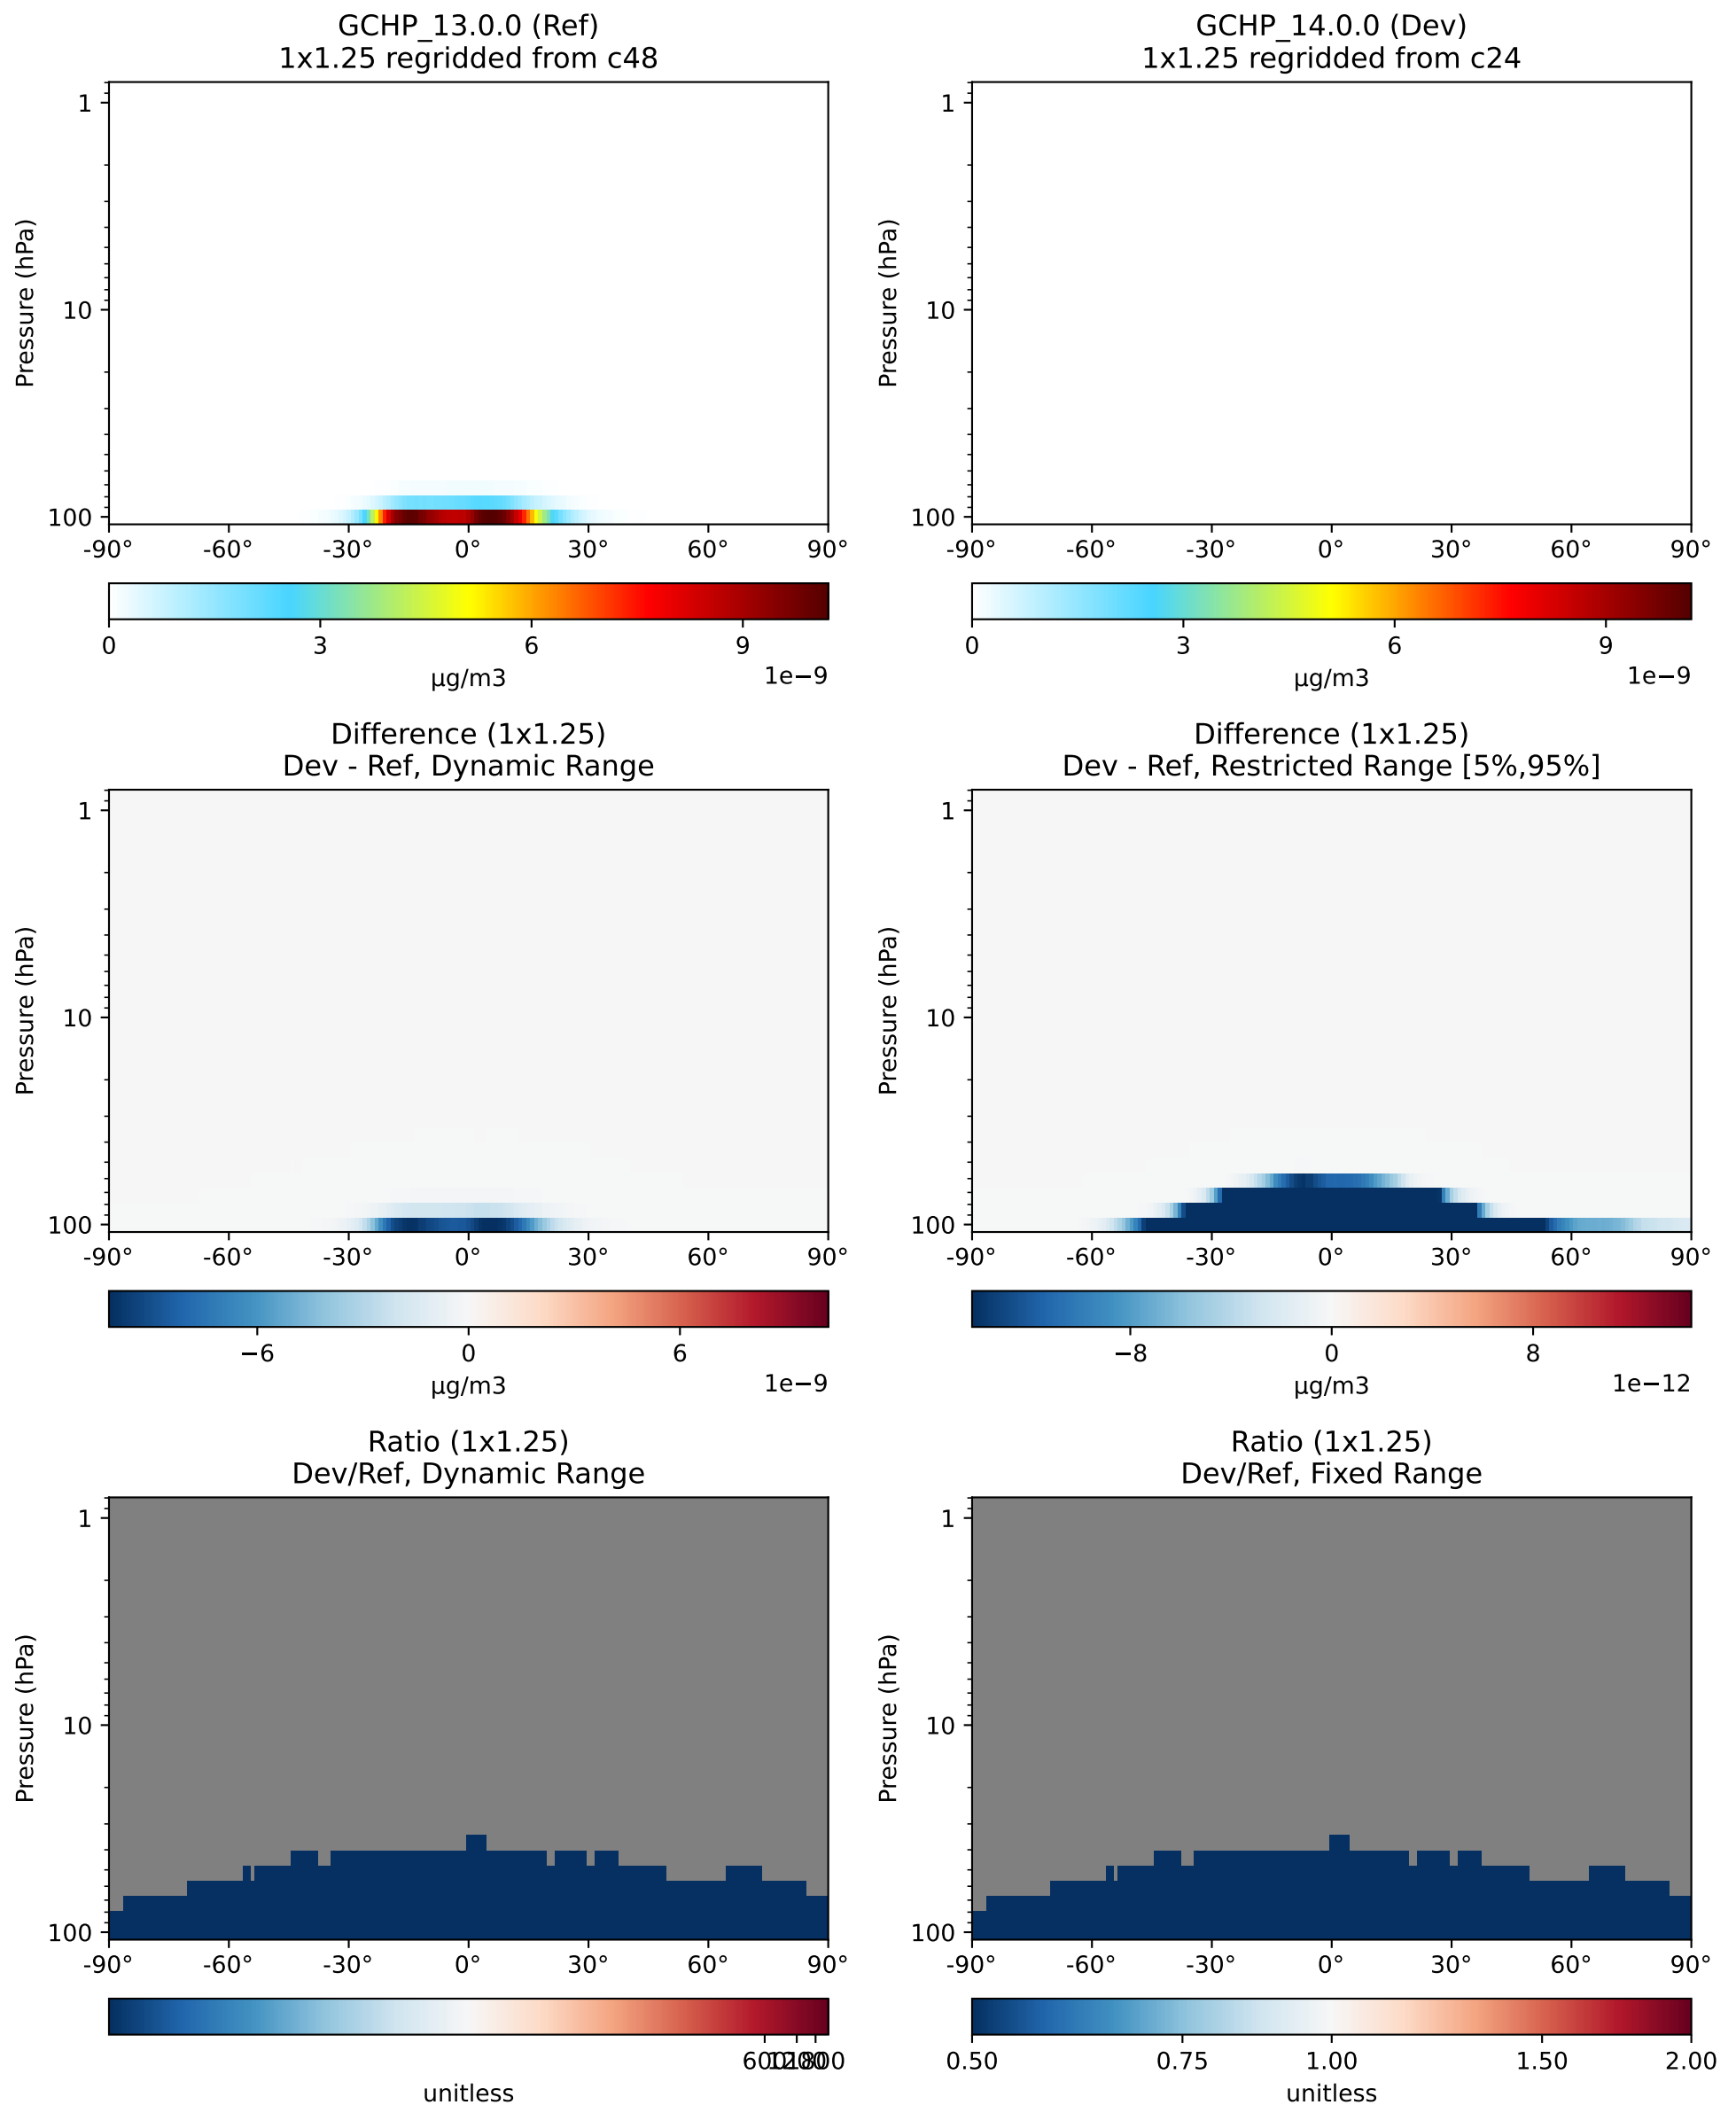 GCHP_13.0.0 (Ref)
1x1.25 regridded from c48
Pressure (hPa)
1
10
100
-90° -60° -30° 0° 30° 60° 90°
0 3 6 9
µg/m3 1e−9
GCHP_14.0.0 (Dev)
1x1.25 regridded from c24
Pressure (hPa)
1
10
100
-90° -60° -30° 0° 30° 60° 90°
0 3 6 9
µg/m3 1e−9
Difference (1x1.25)
Dev - Ref, Dynamic Range
Pressure (hPa)
1
10
100
-90° -60° -30° 0° 30° 60° 90°
−6 0 6
µg/m3 1e−9
Difference (1x1.25)
Dev - Ref, Restricted Range [5%,95%]
Pressure (hPa)
1
10
100
-90° -60° -30° 0° 30° 60° 90°
−8 0 8
µg/m3 1e−12
Ratio (1x1.25)
Dev/Ref, Dynamic Range
Pressure (hPa)
1
10
100
-90° -60° -30° 0° 30° 60° 90°
unitless
Ratio (1x1.25)
Dev/Ref, Fixed Range
Pressure (hPa)
1
10
100
-90° -60° -30° 0° 30° 60° 90°
0.50 0.75 1.00 1.50 2.00
unitless